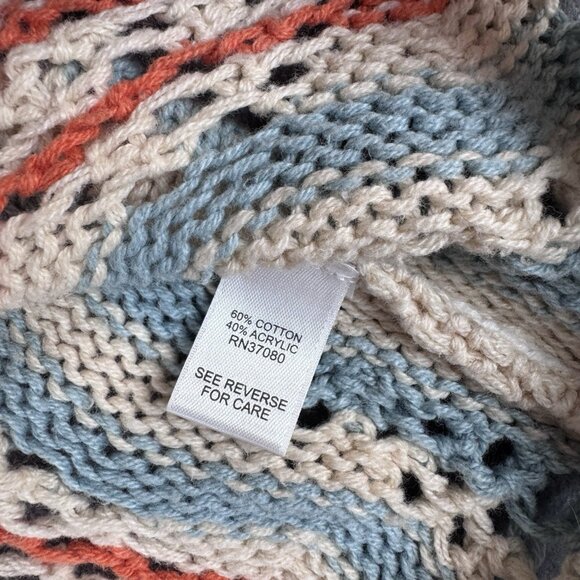 60% COTTON
40% ACRYLIC
RN37080
SEE REVERSE
FOR CARE